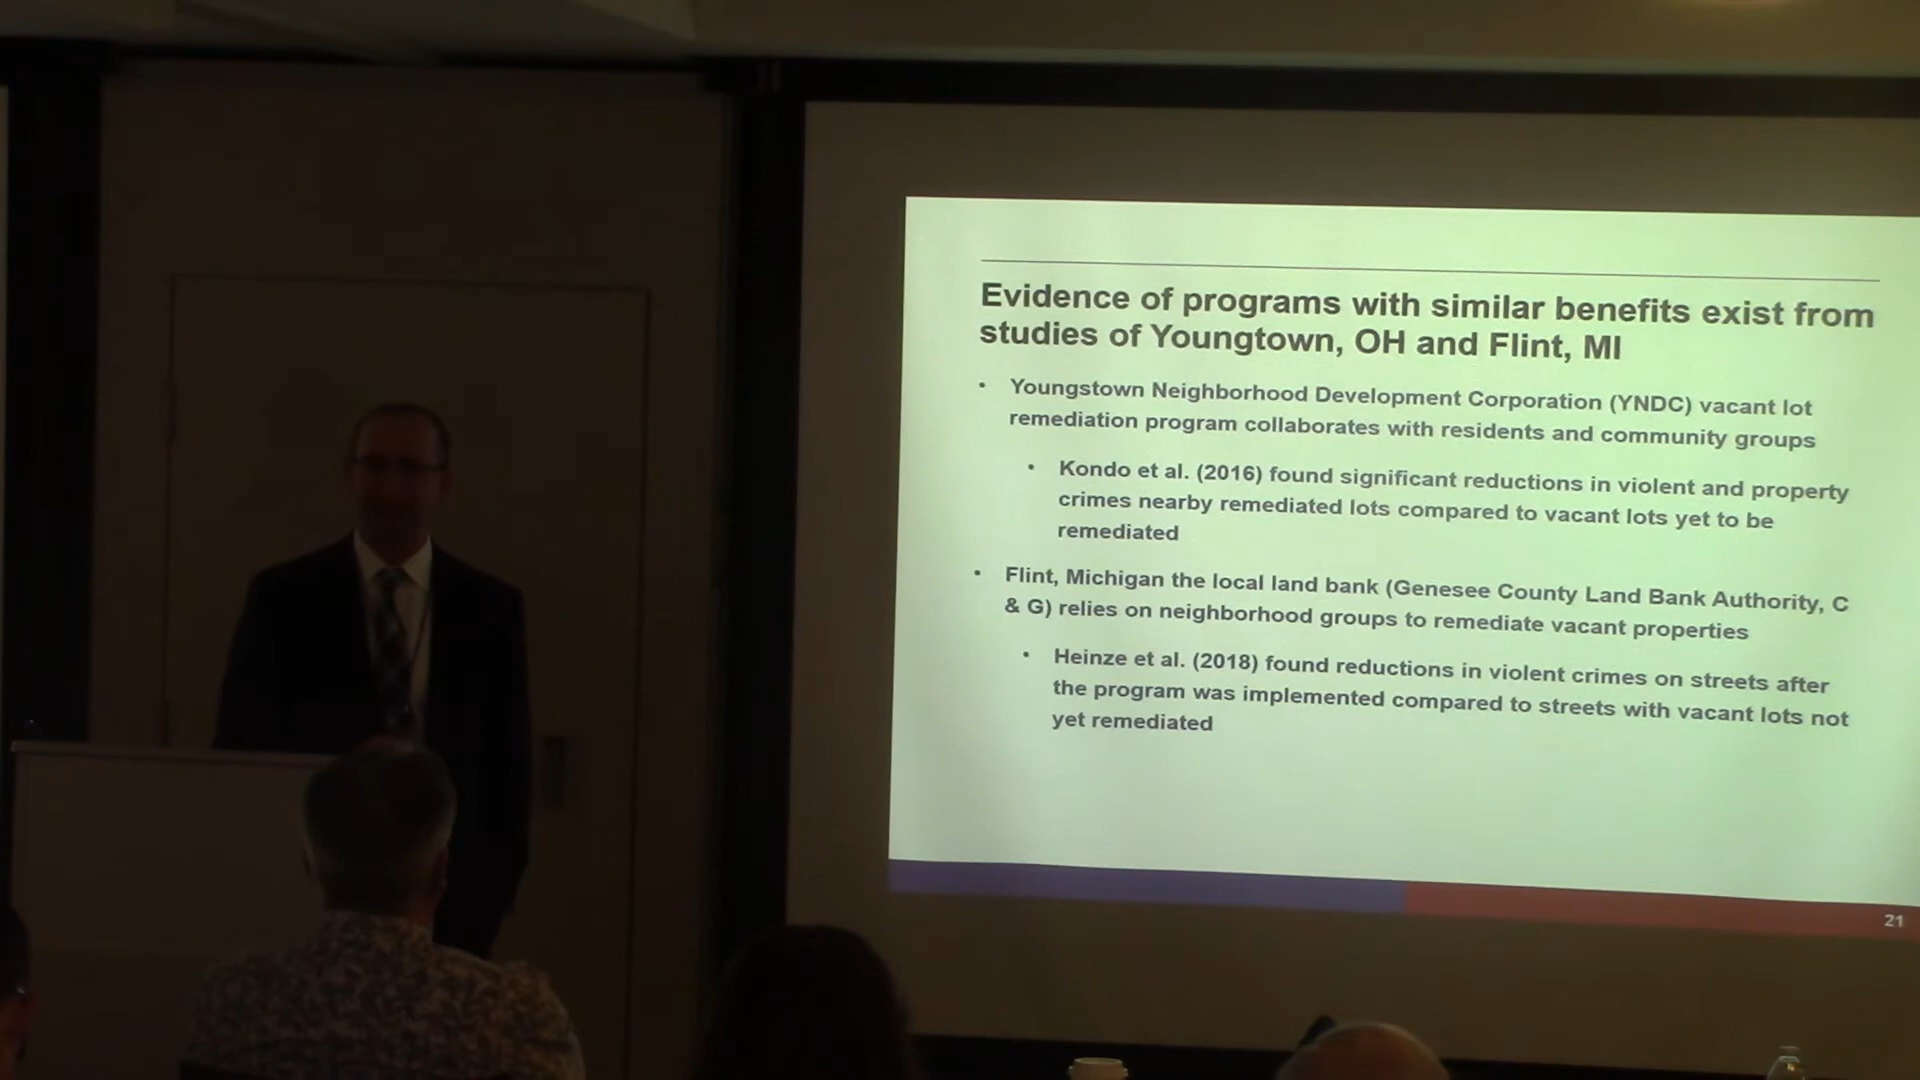 Evidence of programs with similar benefits exist from
studies of Youngtown, OH and Flint, MI
• Youngstown Neighborhood Development Corporation (YNDC) vacant lot
remediation program collaborates with residents and community groups
• Kondo et al. (2016) found significant reductions in violent and property
crimes nearby remediated lots compared to vacant lots yet to be
remediated
• Flint, Michigan the local land bank (Genesee County Land Bank Authority, C
& G) relies on neighborhood groups to remediate vacant properties
• Heinze et al. (2018) found reductions in violent crimes on streets after
the program was implemented compared to streets with vacant lots not
yet remediated
21